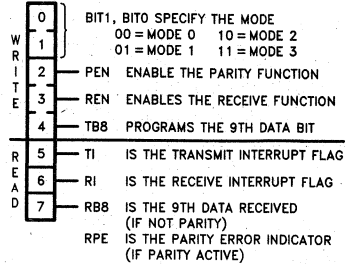 0 BIT1, BIT0 SPECIFY THE MODE
00 = MODE 0 10 = MODE 2
1 01 = MODE 1 11 = MODE 3
2 PEN ENABLE THE PARITY FUNCTION
3 REN ENABLES THE RECEIVE FUNCTION
4 TB8 PROGRAMS THE 9TH DATA BIT
5 TI IS THE TRANSMIT INTERRUPT FLAG
6 RI IS THE RECEIVE INTERRUPT FLAG
7 RB8 IS THE 9TH DATA RECEIVED
(IF NOT PARITY)
RPE IS THE PARITY ERROR INDICATOR
(IF PARITY ACTIVE)
WRITE
READ